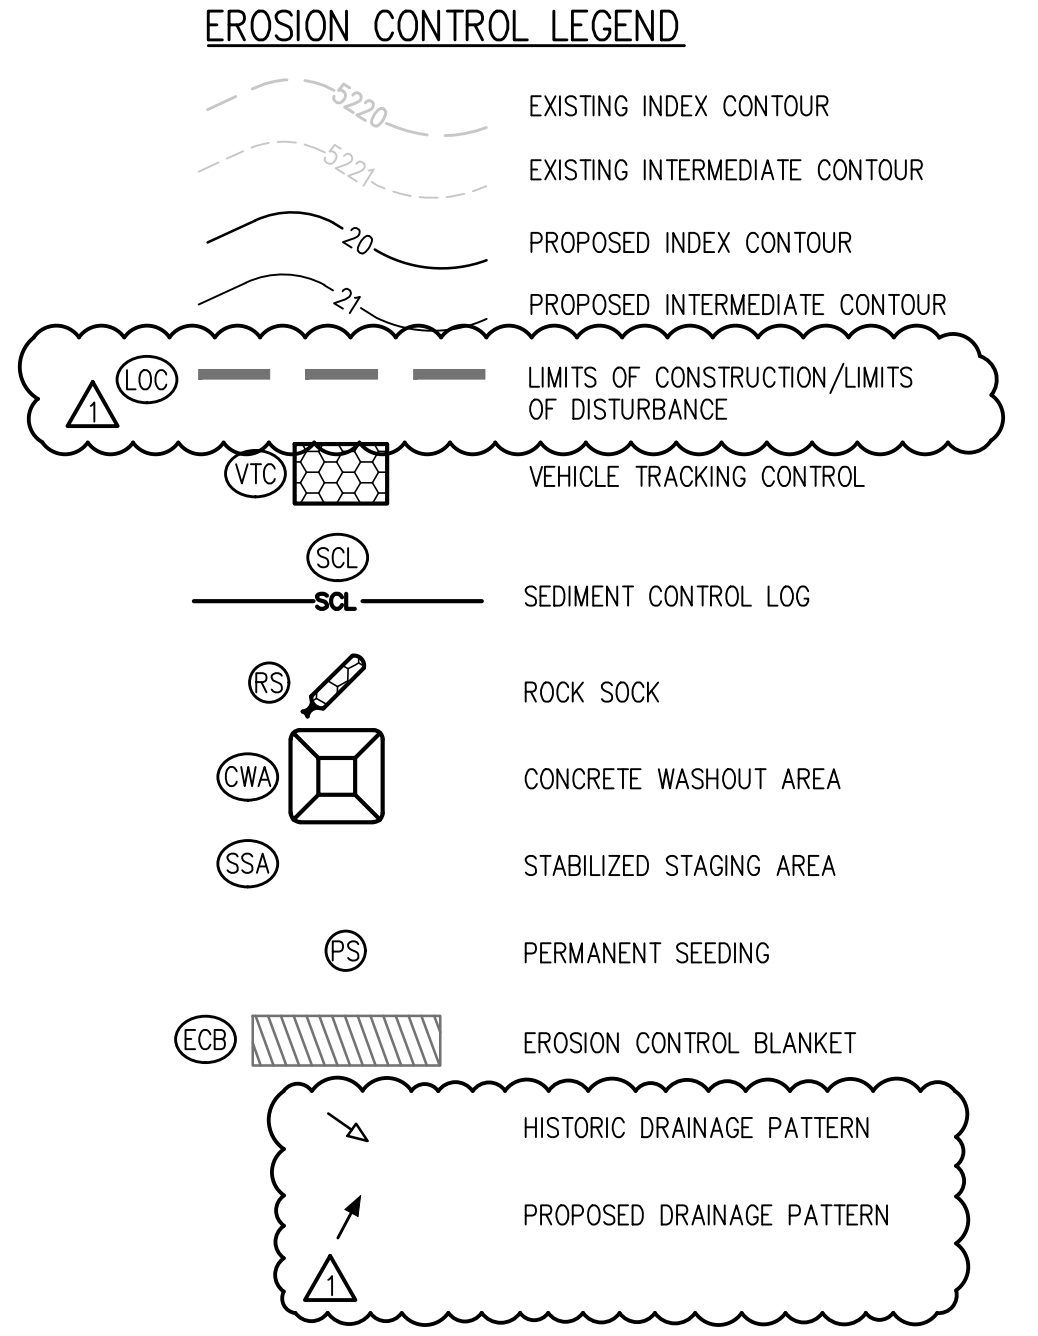 EROSION CONTROL LEGEND
5220 EXISTING INDEX CONTOUR
5221 EXISTING INTERMEDIATE CONTOUR
20 PROPOSED INDEX CONTOUR
21 PROPOSED INTERMEDIATE CONTOUR
LOC LIMITS OF CONSTRUCTION/LIMITS
1 OF DISTURBANCE
VTC VEHICLE TRACKING CONTROL
SCL
SCL SEDIMENT CONTROL LOG
RS ROCK SOCK
CWA CONCRETE WASHOUT AREA
SSA STABILIZED STAGING AREA
PS PERMANENT SEEDING
ECB EROSION CONTROL BLANKET
HISTORIC DRAINAGE PATTERN
PROPOSED DRAINAGE PATTERN
1